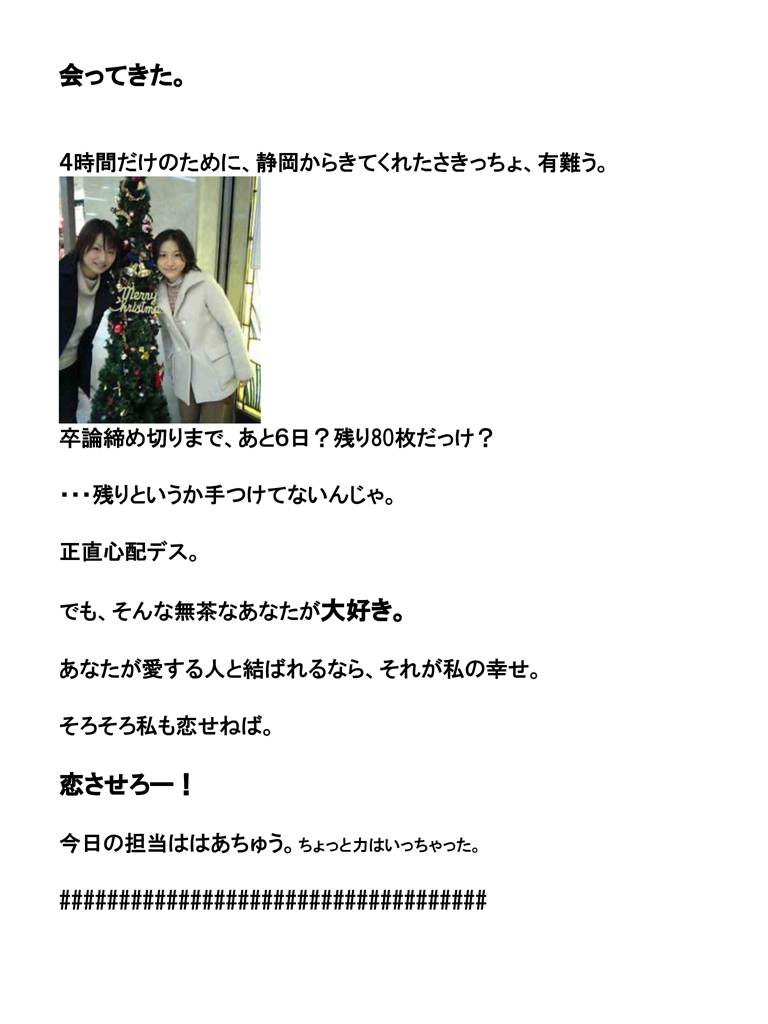 会ってきた。
4時間だけのために、静岡からきてくれたさきっちょ、有難う。
Merry
Christmas
卒論締め切りまで、あと6日？残り80枚だっけ？
・・・残りというか手つけてないんじゃ。
正直心配デス。
でも、そんな無茶なあなたが大好き。
あなたが愛する人と結ばれるなら、それが私の幸せ。
そろそろ私も恋せねば。
恋させろー！
今日の担当ははあちゅう。ちょっと力はいっちゃった。
####################################